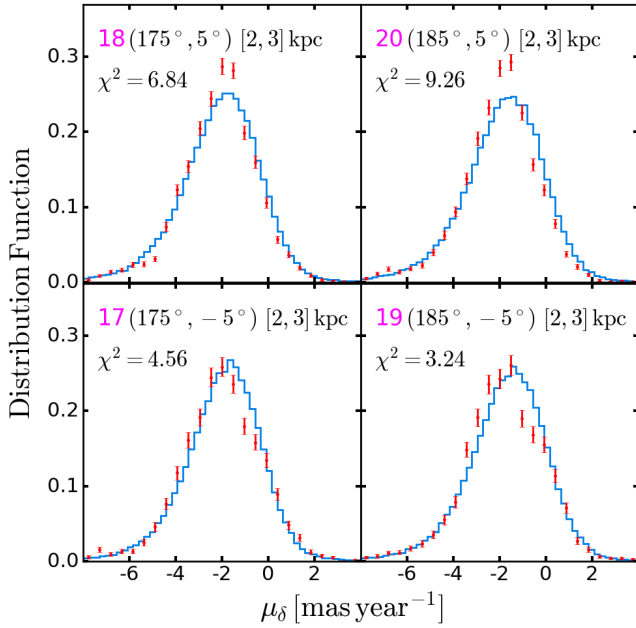 18 (175°, 5°) [2, 3] kpc
χ² = 6.84
20 (185°, 5°) [2, 3] kpc
χ² = 9.26
0.3
0.2
0.1
0.0
17 (175°, −5°) [2, 3] kpc
χ² = 4.56
19 (185°, −5°) [2, 3] kpc
χ² = 3.24
0.3
0.2
0.1
0.0
-6 -4 -2 0 2 -6 -4 -2 0 2
Distribution Function
μδ [mas year⁻¹]